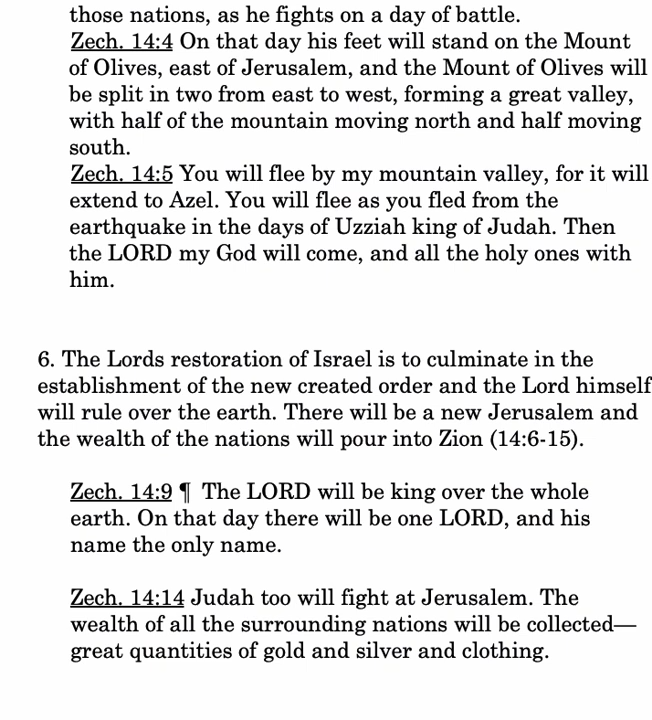 those nations, as he fights on a day of battle.
Zech. 14:4 On that day his feet will stand on the Mount
of Olives, east of Jerusalem, and the Mount of Olives will
be split in two from east to west, forming a great valley,
with half of the mountain moving north and half moving
south.
Zech. 14:5 You will flee by my mountain valley, for it will
extend to Azel. You will flee as you fled from the
earthquake in the days of Uzziah king of Judah. Then
the LORD my God will come, and all the holy ones with
him.
6. The Lords restoration of Israel is to culminate in the
establishment of the new created order and the Lord himself
will rule over the earth. There will be a new Jerusalem and
the wealth of the nations will pour into Zion (14:6-15).
Zech. 14:9 ¶ The LORD will be king over the whole
earth. On that day there will be one LORD, and his
name the only name.
Zech. 14:14 Judah too will fight at Jerusalem. The
wealth of all the surrounding nations will be collected—
great quantities of gold and silver and clothing.